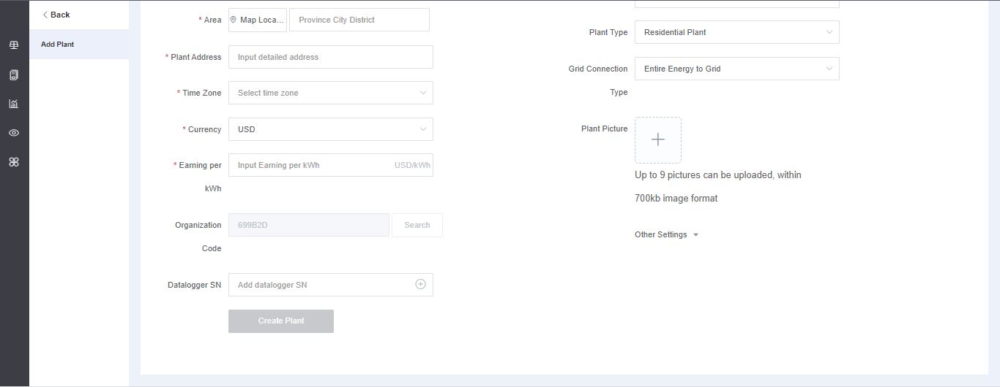 Back
Add Plant
* Area
Map Loca...
Province City District
* Plant Address
Input detailed address
* Time Zone
Select time zone
* Currency
USD
* Earning per
kWh
Input Earning per kWh
USD/kWh
Organization
Code
699B2D
Search
Datalogger SN
Add datalogger SN
Create Plant
Plant Type
Residential Plant
Grid Connection
Type
Entire Energy to Grid
Plant Picture
Up to 9 pictures can be uploaded, within
700kb image format
Other Settings